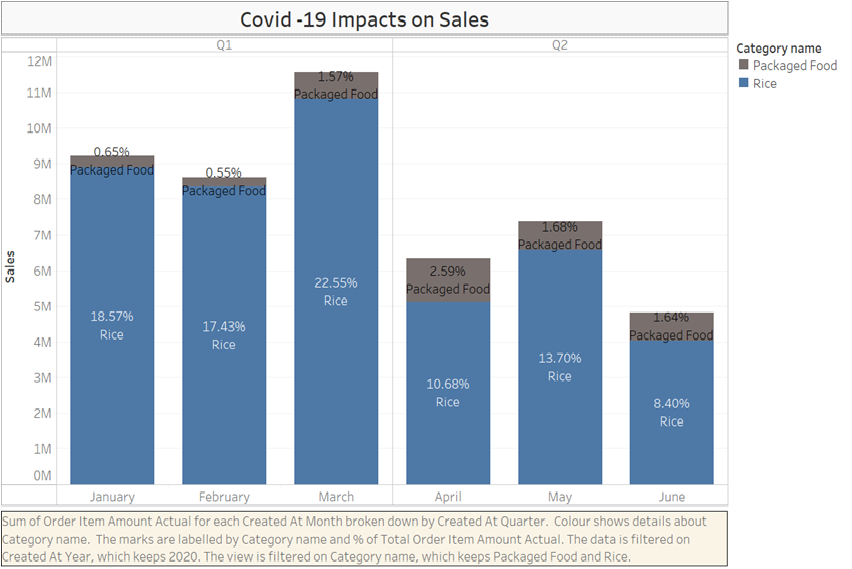 Covid -19 Impacts on Sales
Q1
Q2
Category name
Packaged Food
Rice
Sales
12M
11M
10M
9M
8M
7M
6M
5M
4M
3M
2M
1M
0M
0.65%
Packaged Food
18.57%
Rice
0.55%
Packaged Food
17.43%
Rice
1.57%
Packaged Food
22.55%
Rice
2.59%
Packaged Food
10.68%
Rice
1.68%
Packaged Food
13.70%
Rice
1.64%
Packaged Food
8.40%
Rice
January
February
March
April
May
June
Sum of Order Item Amount Actual for each Created At Month broken down by Created At Quarter.  Colour shows details about
Category name.  The marks are labelled by Category name and % of Total Order Item Amount Actual. The data is filtered on
Created At Year, which keeps 2020. The view is filtered on Category name, which keeps Packaged Food and Rice.